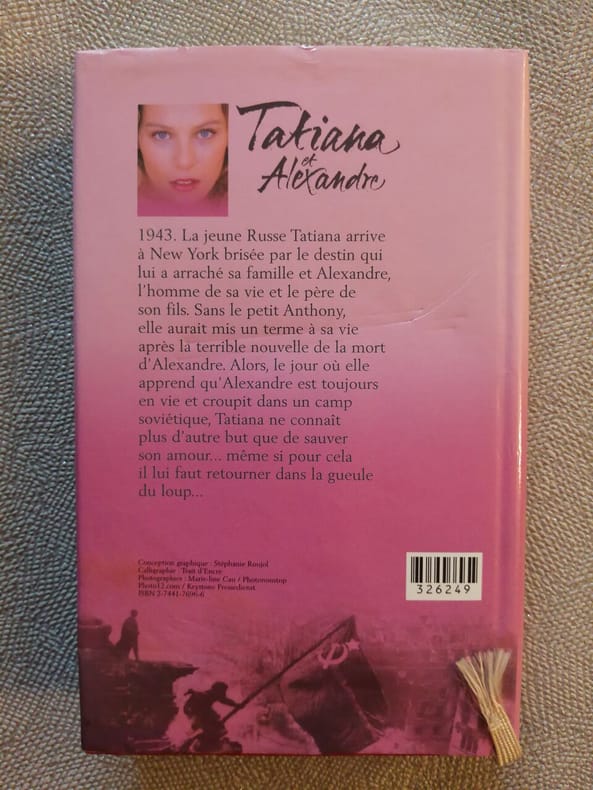 Tatiana
et
Alexandre
1943. La jeune Russe Tatiana arrive
à New York brisée par le destin qui
lui a arraché sa famille et Alexandre,
l'homme de sa vie et le père de
son fils. Sans le petit Anthony,
elle aurait mis un terme à sa vie
après la terrible nouvelle de la mort
d'Alexandre. Alors, le jour où elle
apprend qu'Alexandre est toujours
en vie et croupit dans un camp
soviétique, Tatiana ne connaît
plus d'autre but que de sauver
son amour... même si pour cela
il lui faut retourner dans la gueule
du loup...
Conception graphique : Stéphanie Roujol
Calligraphie : Trait d'Encre
Photographes : Marie-line Cau / Photononstop
Photo12.com / Keystone Pressedienst
ISBN 2-7441-7696-6
326249